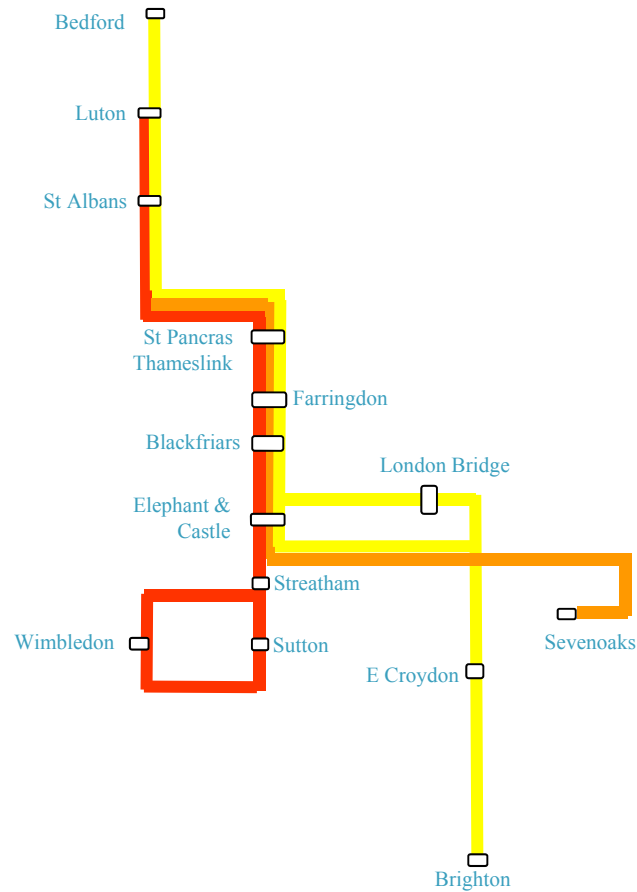 Bedford
Luton
St Albans
St Pancras
Thameslink
Farringdon
Blackfriars
London Bridge
Elephant &
Castle
Streatham
Wimbledon
Sutton
Sevenoaks
E Croydon
Brighton